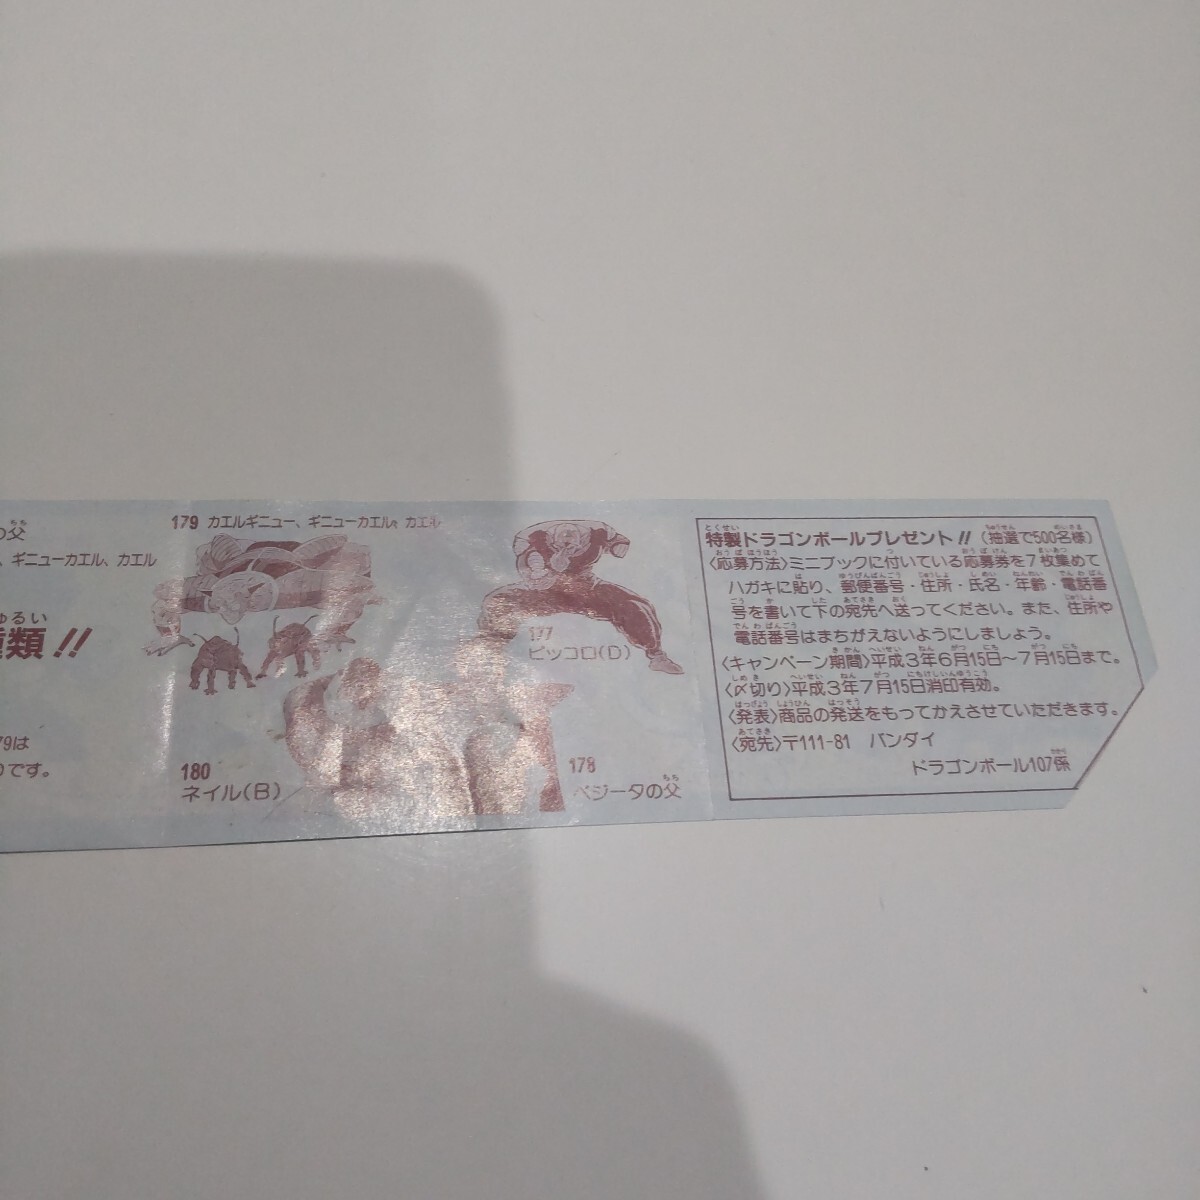 の父
、ギニューカエル、カエル
種類!!
79は
のです。
179 カエルギニュー、ギニューカエル、カエル
177
ピッコロ(D)
180
ネイル(B)
178
ベジータの父
特製ドラゴンボールプレゼント!!(抽選で500名様)
〈応募方法〉ミニブックに付いている応募券を7枚集めて
ハガキに貼り、郵便番号・住所・氏名・年齢・電話番
号を書いて下の宛先へ送ってください。また、住所や
電話番号はまちがえないようにしましょう。
〈キャンペーン期間〉平成3年6月15日〜7月15日まで。
〈〆切り〉平成3年7月15日消印有効。
〈発表〉商品の発送をもってかえさせていただきます。
〈宛先〉〒111-81 バンダイ
ドラゴンボール107係